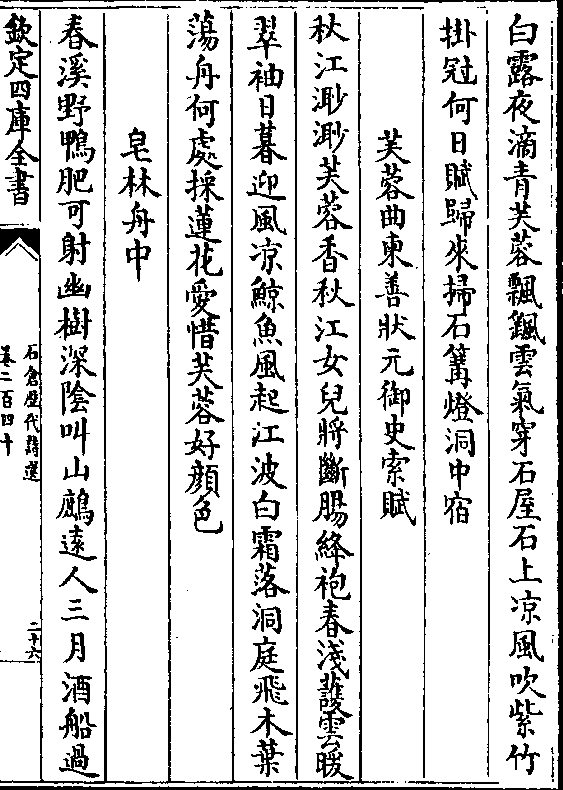 白露夜滴青芙蓉飄飄雲氣穿石屋石上凉風吹紫竹
掛冠何日賦歸來掃石篝燈洞中宿
芙蓉曲柬善狀元御史索賦
秋江渺渺芙蓉香秋江女兒將斷腸絳袍春淺護雲暖
翠袖日暮迎風凉鯨魚風起江波白霜落洞庭飛木葉
蕩舟何處採蓮花愛惜芙蓉好顔色
皂林舟中
春溪野鴨肥可射幽樹深陰叫山鷓逺人三月酒船過
欽定四庫全書
石倉歷代詩選
卷二百四十
二十六